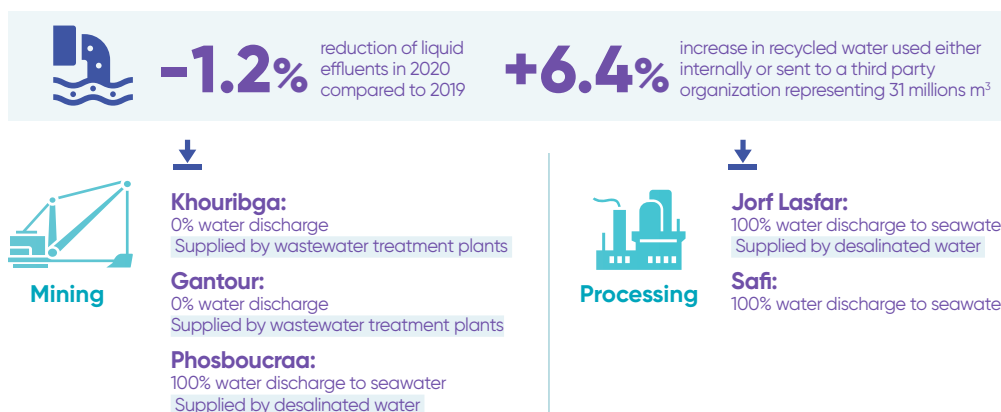 -1.2%
reduction of liquid
effluents in 2020
compared to 2019
+6.4%
increase in recycled water used either
internally or sent to a third party
organization representing 31 millions m³
Mining
Khouribga:
0% water discharge
Supplied by wastewater treatment plants
Gantour:
0% water discharge
Supplied by wastewater treatment plants
Phosboucraa:
100% water discharge to seawater
Supplied by desalinated water
Processing
Jorf Lasfar:
100% water discharge to seawate
Supplied by desalinated water
Safi:
100% water discharge to seawate